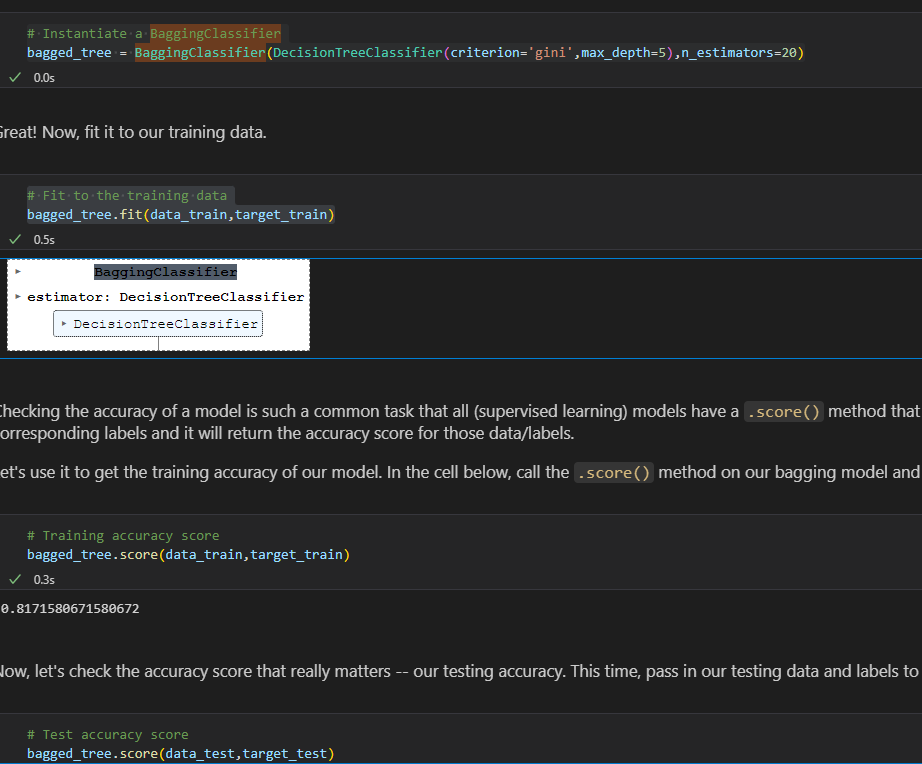 # Instantiate a BaggingClassifier
bagged_tree = BaggingClassifier(DecisionTreeClassifier(criterion='gini',max_depth=5),n_estimators=20)
0.0s
Great! Now, fit it to our training data.
# Fit to the training data
bagged_tree.fit(data_train,target_train)
0.5s
BaggingClassifier
estimator: DecisionTreeClassifier
DecisionTreeClassifier
Checking the accuracy of a model is such a common task that all (supervised learning) models have a .score() method that
orresponding labels and it will return the accuracy score for those data/labels.
Let's use it to get the training accuracy of our model. In the cell below, call the .score() method on our bagging model and
# Training accuracy score
bagged_tree.score(data_train,target_train)
0.3s
0.8171580671580672
Now, let's check the accuracy score that really matters -- our testing accuracy. This time, pass in our testing data and labels to
# Test accuracy score
bagged_tree.score(data_test,target_test)